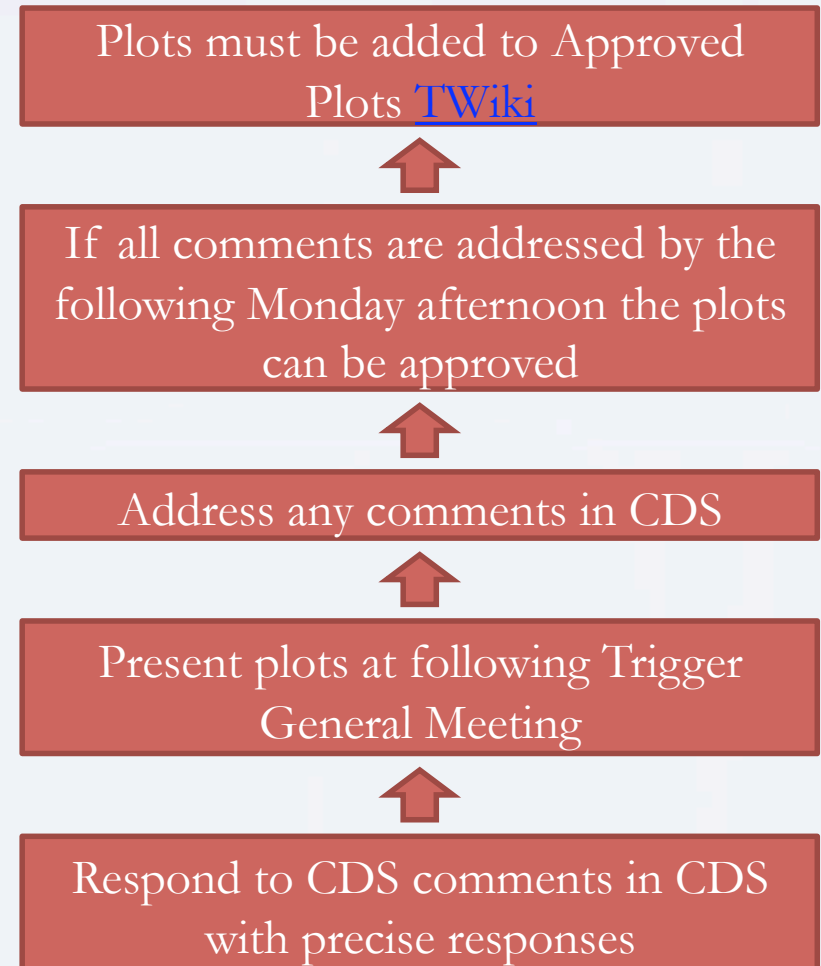 Plots must be added to Approved
Plots TWiki
If all comments are addressed by the
following Monday afternoon the plots
can be approved
Address any comments in CDS
Present plots at following Trigger
General Meeting
Respond to CDS comments in CDS
with precise responses